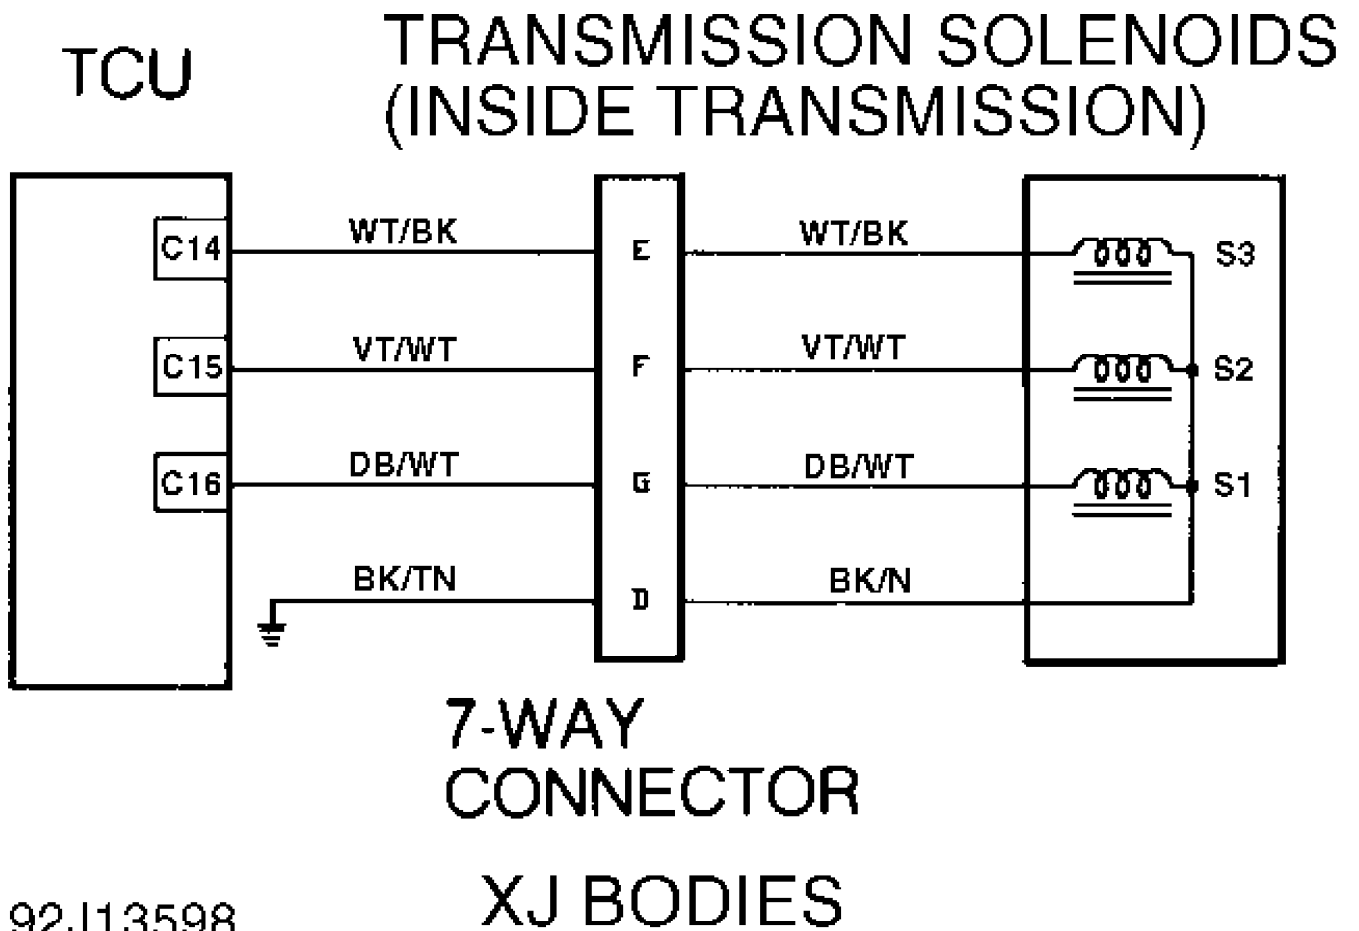 TCU
TRANSMISSION SOLENOIDS
(INSIDE TRANSMISSION)
C14 WT/BK E WT/BK S3
C15 VT/WT F VT/WT S2
C16 DB/WT G DB/WT S1
BK/TN D BK/N
7-WAY
CONNECTOR
XJ BODIES
92J13598